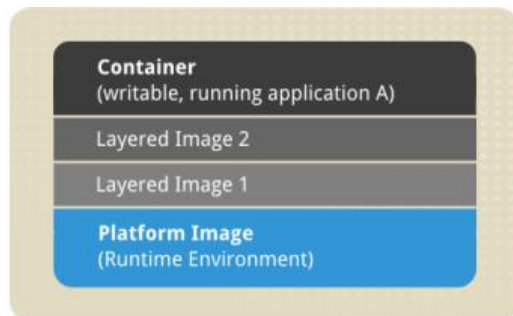 Container
(writable, running application A)
Layered Image 2
Layered Image 1
Platform Image
(Runtime Environment)